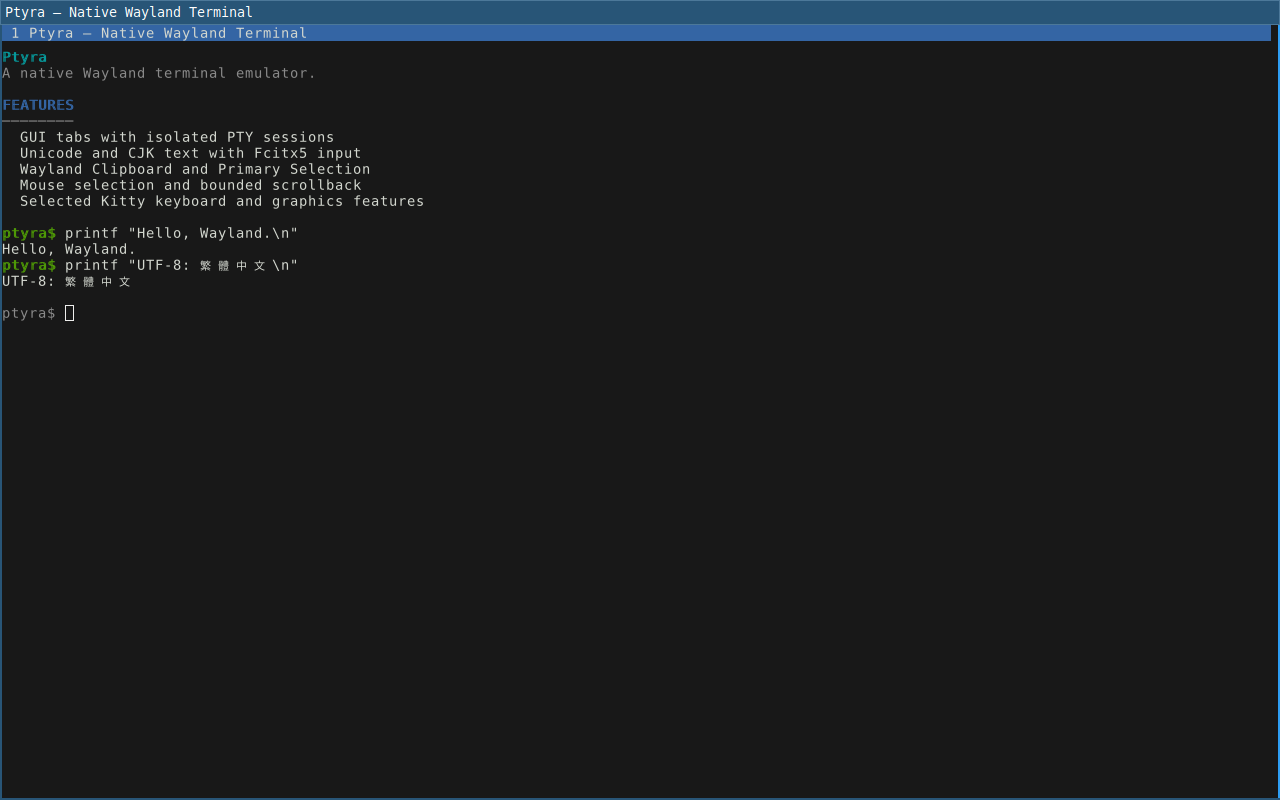 Ptyra — Native Wayland Terminal
1 Ptyra — Native Wayland Terminal
Ptyra
A native Wayland terminal emulator.
FEATURES
────────
GUI tabs with isolated PTY sessions
Unicode and CJK text with Fcitx5 input
Wayland Clipboard and Primary Selection
Mouse selection and bounded scrollback
Selected Kitty keyboard and graphics features
ptyra$ printf "Hello, Wayland.\n"
Hello, Wayland.
ptyra$ printf "UTF-8: 繁體中文\n"
UTF-8: 繁體中文
ptyra$